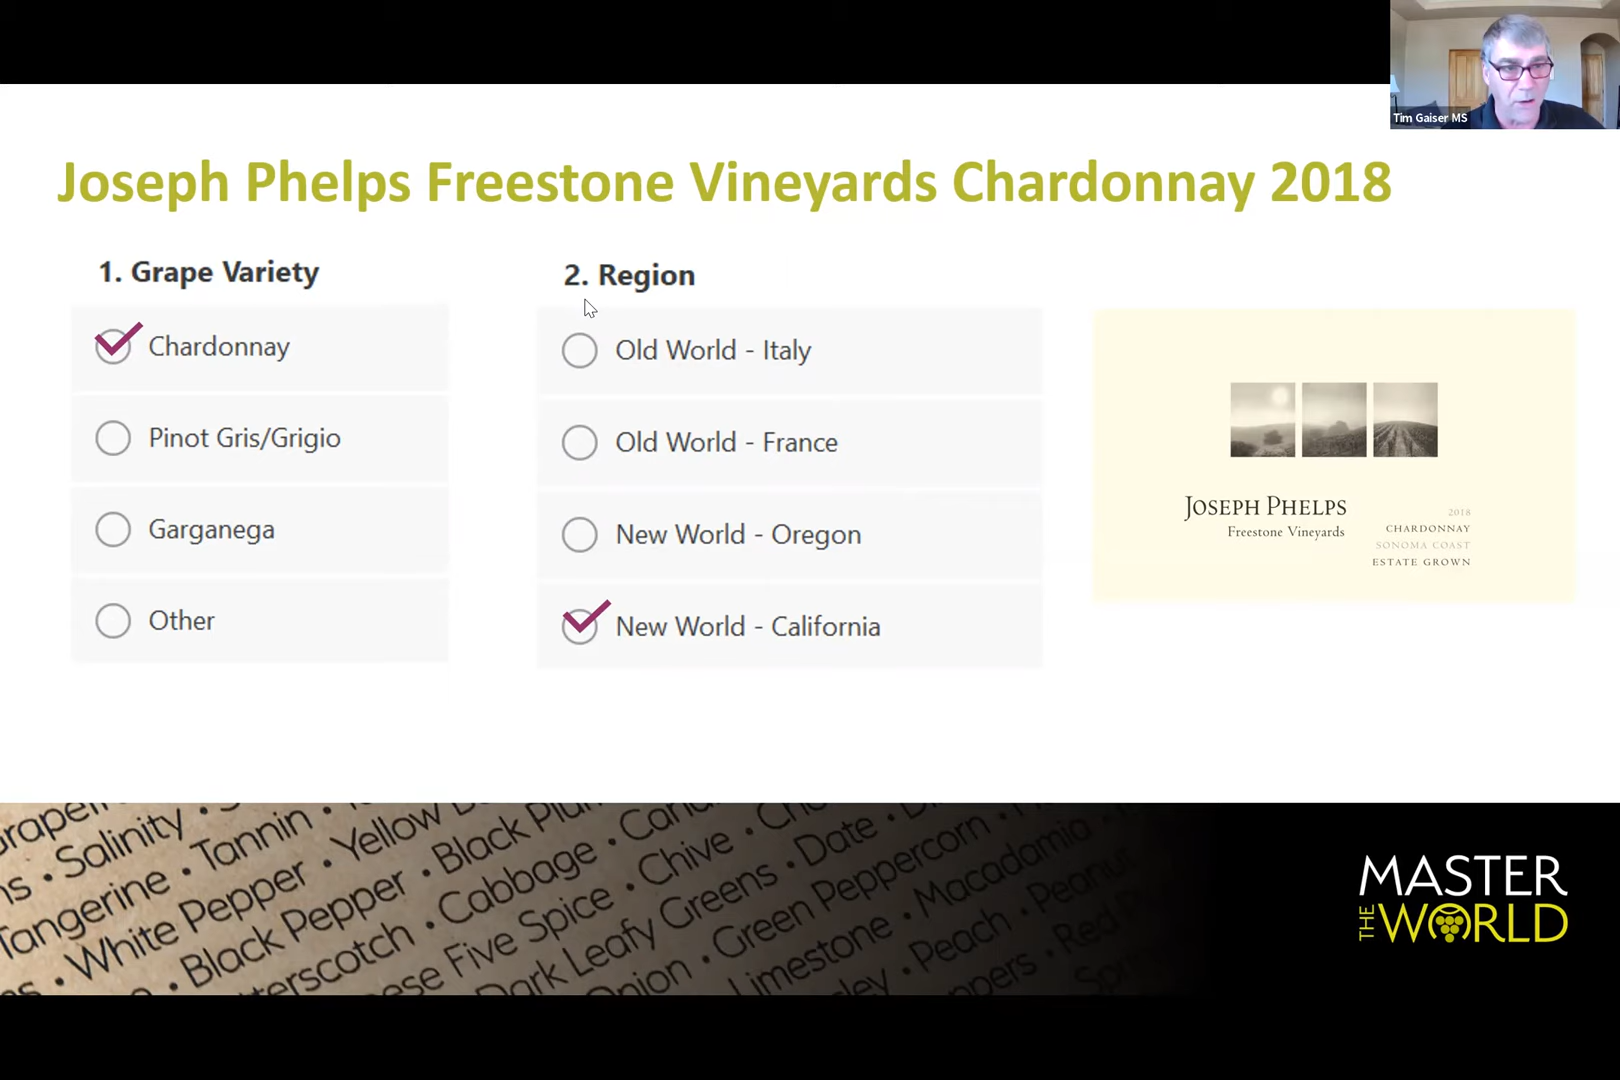 Tim Gaiser MS
Joseph Phelps Freestone Vineyards Chardonnay 2018
1. Grape Variety
Chardonnay
Pinot Gris/Grigio
Garganega
Other
2. Region
Old World - Italy
Old World - France
New World - Oregon
New World - California
JOSEPH PHELPS
Freestone Vineyards
2018
CHARDONNAY
SONOMA COAST
ESTATE GROWN
• Salinity •
Tangerine • Tannin •
• White Pepper • Yellow
• Black Pepper • Black
• Cabbage •
Five Spice • Chive •
Dark Leafy Greens • Date •
• Green Peppercorn •
Limestone • Macadamia •
• Peach • Peanut
• Red
MASTER
THE WORLD